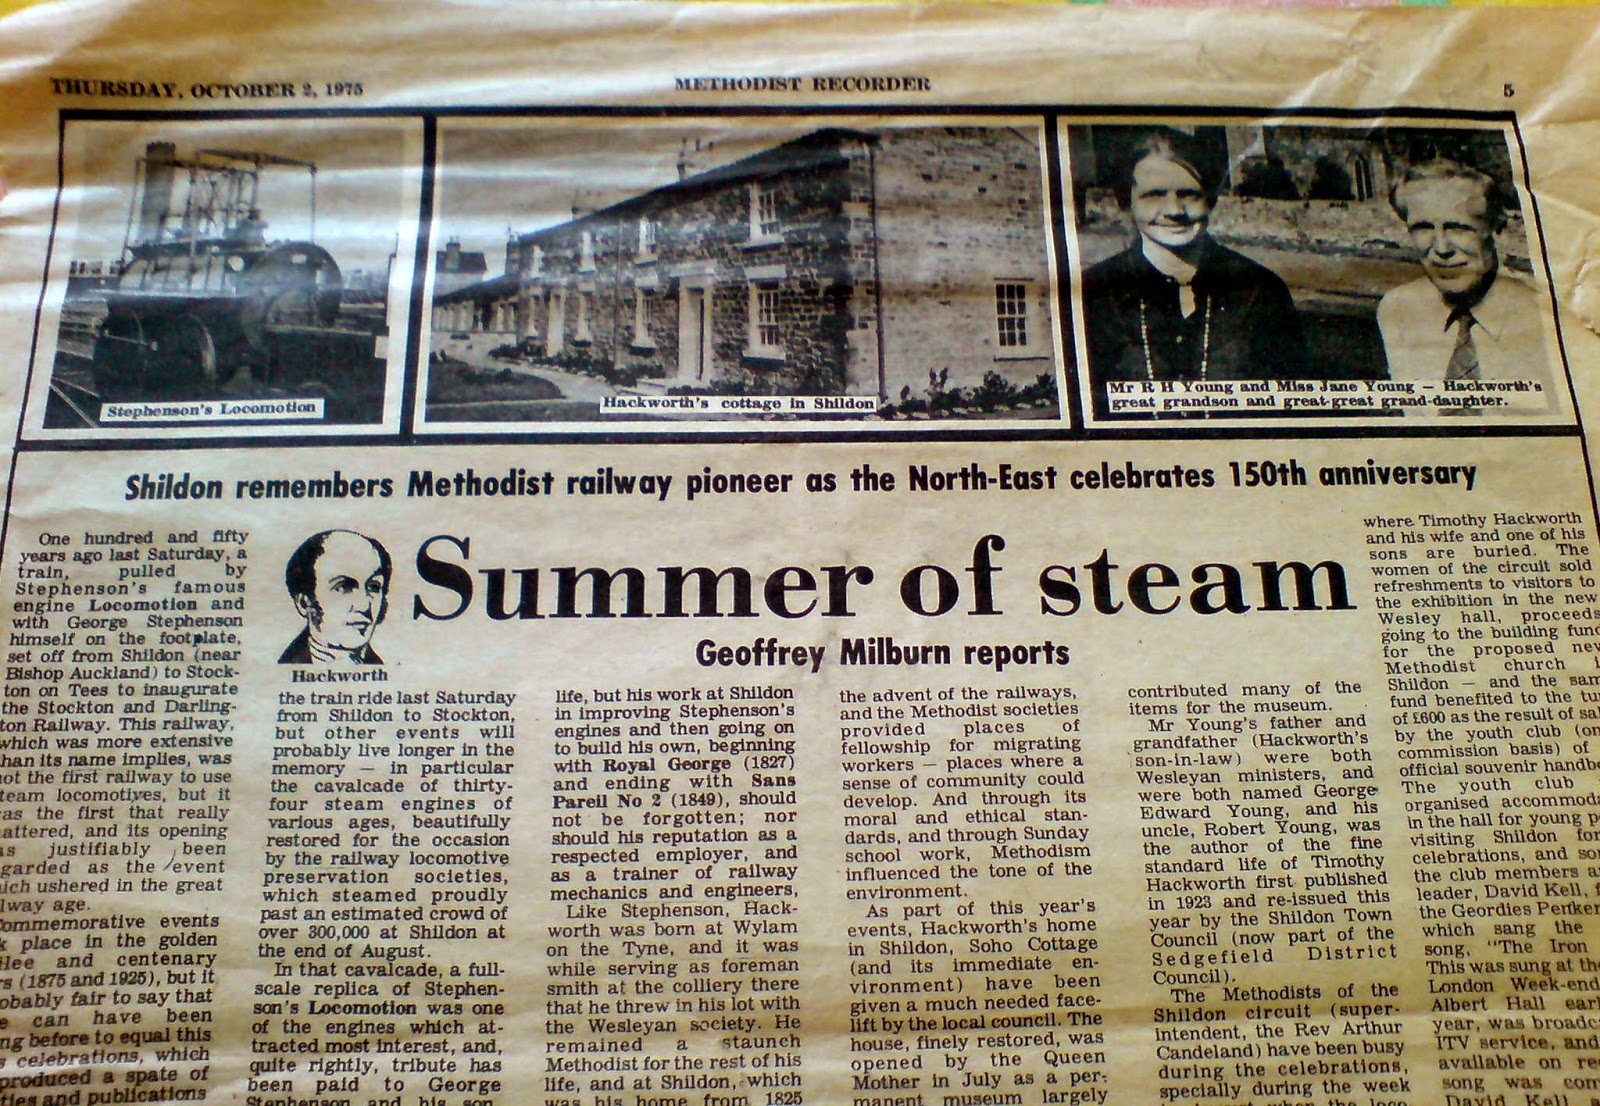 THURSDAY, OCTOBER 2, 1975
METHODIST RECORDER
5
Stephenson's Locomotion
Hackworth's cottage in Shildon
Mr R H Young and Miss Jane Young — Hackworth's
great grandson and great-great grand-daughter.
Shildon remembers Methodist railway pioneer as the North-East celebrates 150th anniversary
Summer of steam
Geoffrey Milburn reports
Hackworth
One hundred and fifty
years ago last Saturday, a
train, pulled by
Stephenson's famous
engine Locomotion and
with George Stephenson
himself on the footplate,
set off from Shildon (near
Bishop Auckland) to Stock-
ton on Tees to inaugurate
the Stockton and Darling-
ton Railway. This railway,
which was more extensive
han its name implies, was
ot the first railway to use
team locomotives, but it
as the first that really
attered, and its opening
as justifiably been
garded as the event
ich ushered in the great
lway age.
ommemorative events
k place in the golden
ilee and centenary
rs (1875 and 1925), but it
obably fair to say that
e can have been
ng before to equal this
s celebrations, which
produced a spate of
ties and publications
the train ride last Saturday
from Shildon to Stockton,
but other events will
probably live longer in the
memory — in particular
the cavalcade of thirty-
four steam engines of
various ages, beautifully
restored for the occasion
by the railway locomotive
preservation societies,
which steamed proudly
past an estimated crowd of
over 300,000 at Shildon at
the end of August.
In that cavalcade, a full-
scale replica of Stephen-
son's Locomotion was one
of the engines which at-
tracted most interest, and,
quite rightly, tribute has
been paid to George
Stephenson and his son
life, but his work at Shildon
in improving Stephenson's
engines and then going on
to build his own, beginning
with Royal George (1827)
and ending with Sans
Pareil No 2 (1849), should
not be forgotten; nor
should his reputation as a
respected employer, and
as a trainer of railway
mechanics and engineers,
Like Stephenson, Hack-
worth was born at Wylam
on the Tyne, and it was
while serving as foreman
smith at the colliery there
that he threw in his lot with
the Wesleyan society. He
remained a staunch
Methodist for the rest of his
life, and at Shildon, which
was his home from 1825
the advent of the railways,
and the Methodist societies
provided places of
fellowship for migrating
workers — places where a
sense of community could
develop. And through its
moral and ethical stan-
dards, and through Sunday
school work, Methodism
influenced the tone of the
environment.
As part of this year's
events, Hackworth's home
in Shildon, Soho Cottage
(and its immediate en-
vironment) have been
given a much needed face-
lift by the local council. The
house, finely restored, was
opened by the Queen
Mother in July as a per-
manent museum largely
contributed many of the
items for the museum.
Mr Young's father and
grandfather (Hackworth's
son-in-law) were both
Wesleyan ministers, and
were both named George
Edward Young, and his
uncle, Robert Young, was
the author of the fine
standard life of Timothy
Hackworth first published
in 1923 and re-issued this
year by the Shildon Town
Council (now part of the
Sedgefield District
Council).
The Methodists of the
Shildon circuit (super-
intendent, the Rev Arthur
Candeland) have been busy
during the celebrations,
specially during the week
where Timothy Hackworth
and his wife and one of his
sons are buried. The
women of the circuit sold
refreshments to visitors to
the exhibition in the new
Wesley hall, proceeds
going to the building fund
for the proposed new
Methodist church i
Shildon — and the sam
fund benefited to the tu
of £600 as the result of sal
by the youth club (on
commission basis) of
official souvenir handbo
The youth club
organised accommoda
in the hall for young p
visiting Shildon for
celebrations, and so
the club members a
leader, David Kell, f
the Geordies Penker
which sang the
song, "The Iron
This was sung at the
London Week-end
Albert Hall earl
year, was broadc
ITV service, and
available on re
song was com
David Kell